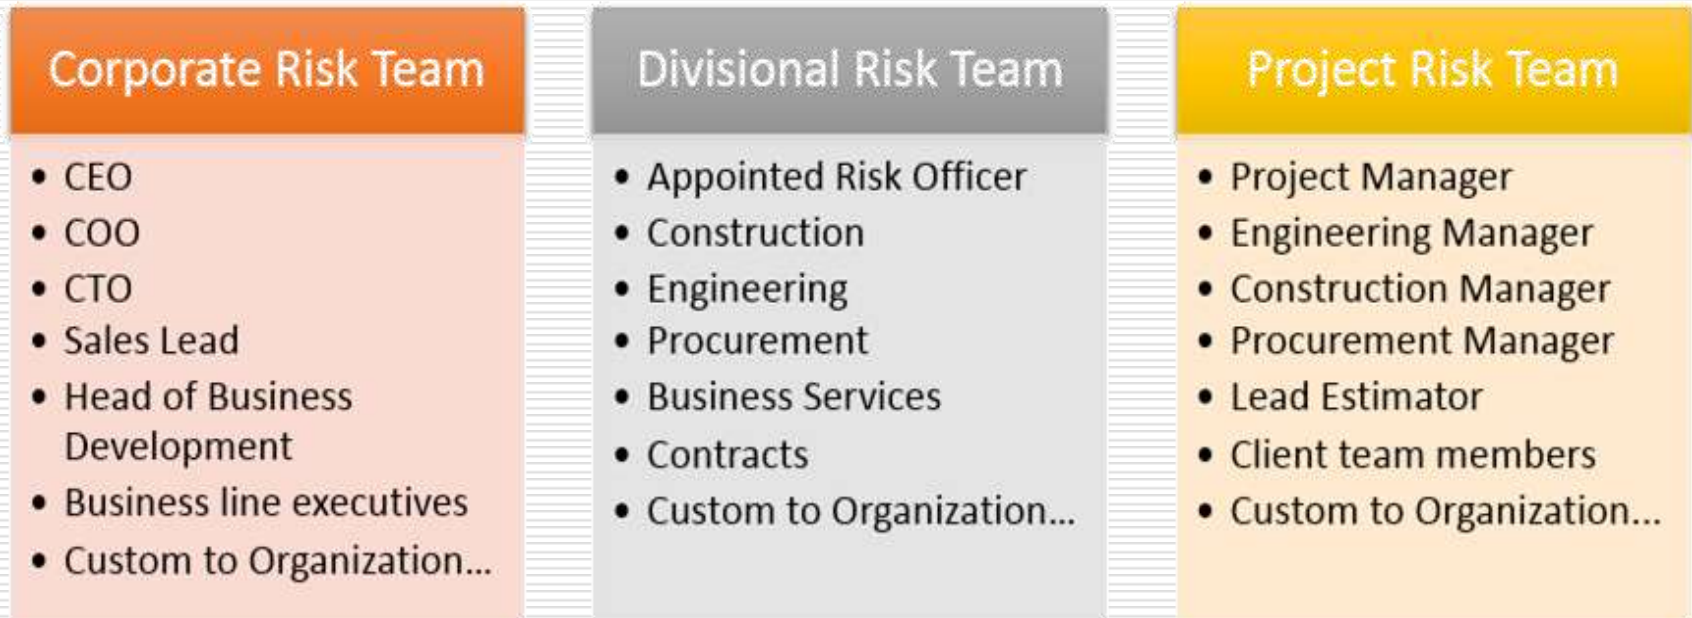 Corporate Risk Team
• CEO
• COO
• CTO
• Sales Lead
• Head of Business
Development
• Business line executives
• Custom to Organization...
Divisional Risk Team
• Appointed Risk Officer
• Construction
• Engineering
• Procurement
• Business Services
• Contracts
• Custom to Organization...
Project Risk Team
• Project Manager
• Engineering Manager
• Construction Manager
• Procurement Manager
• Lead Estimator
• Client team members
• Custom to Organization...